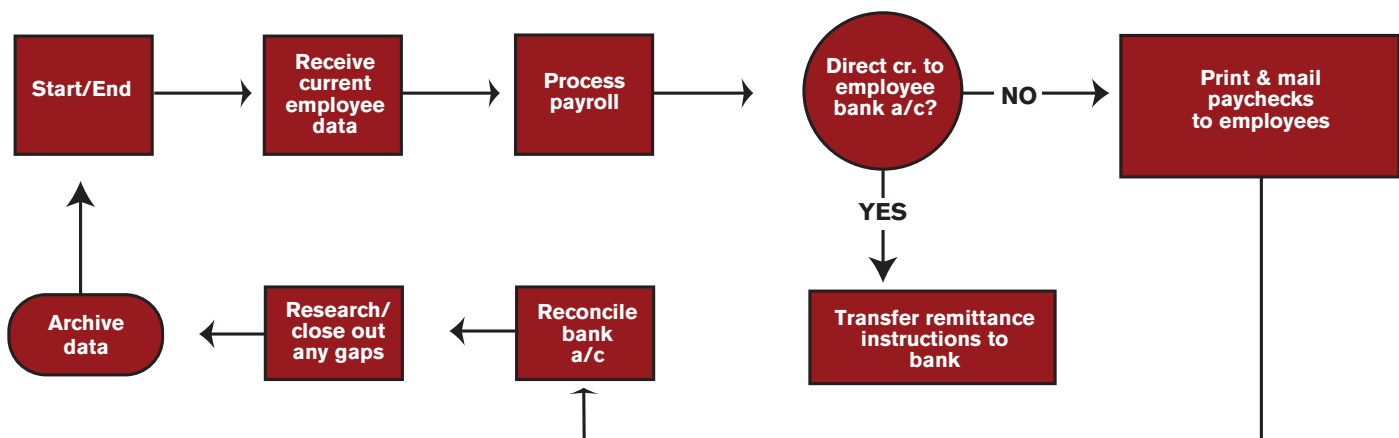 Start/End
Receive
current
employee
data
Process
payroll
Direct cr. to
employee
bank a/c?
NO
Print & mail
paychecks
to employees
YES
Transfer remittance
instructions to
bank
Reconcile
bank
a/c
Research/
close out
any gaps
Archive
data